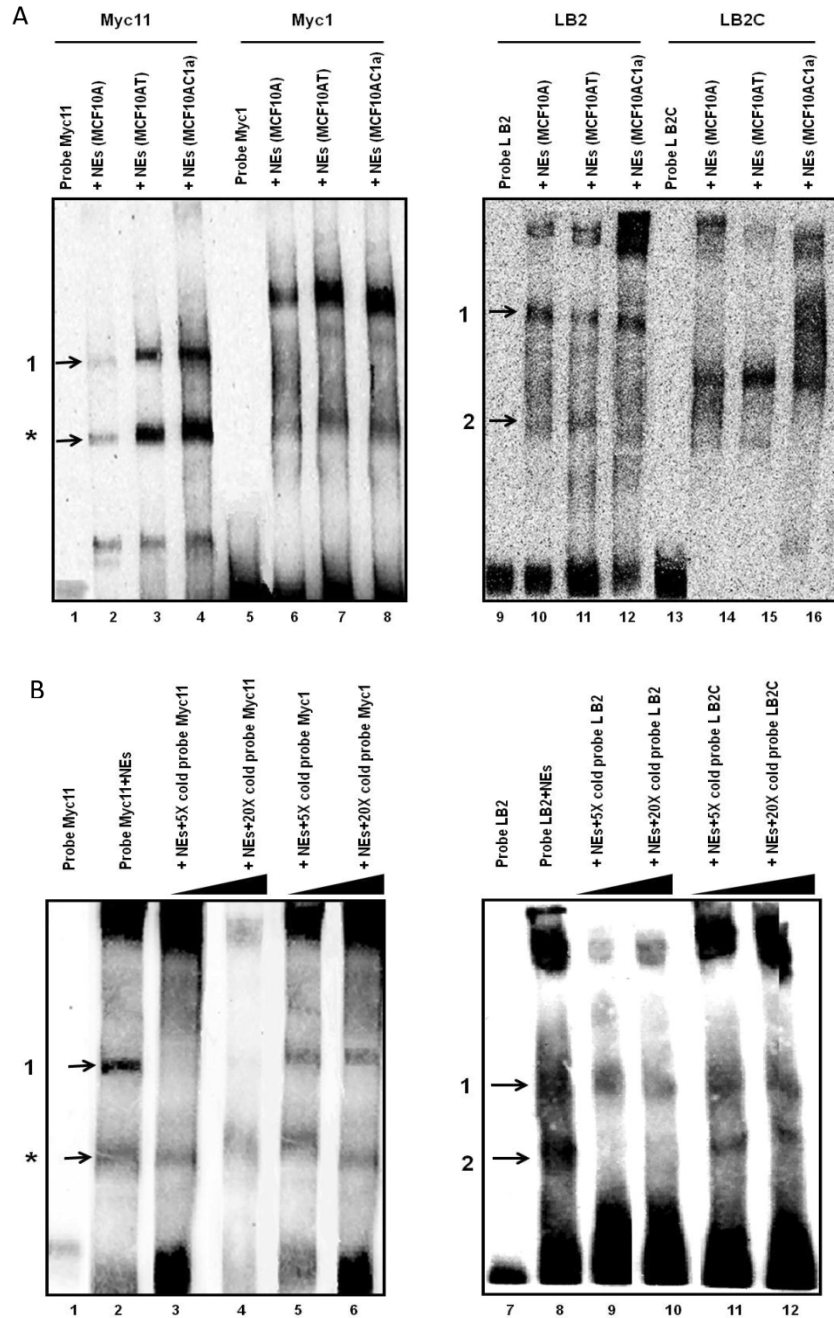 A
Myc11
Myc1
LB2
LB2C
Probe Myc11
+ NEs (MCF10A)
+ NEs (MCF10AT)
+ NEs (MCF10AC1a)
Probe Myc1
+ NEs (MCF10A)
+ NEs (MCF10AT)
+ NEs (MCF10AC1a)
Probe L B2
+ NEs (MCF10A)
+ NEs (MCF10AT)
+ NEs (MCF10AC1a)
Probe L B2C
+ NEs (MCF10A)
+ NEs (MCF10AT)
+ NEs (MCF10AC1a)
1
*
1
2
1 2 3 4 5 6 7 8
9 10 11 12 13 14 15 16
B
Probe Myc11
Probe Myc11+NEs
+ NEs+5X cold probe Myc11
+ NEs+20X cold probe Myc11
+ NEs+5X cold probe Myc1
+ NEs+20X cold probe Myc1
Probe LB2
Probe LB2+NEs
+ NEs+5X cold probe L B2
+ NEs+20X cold probe L B2
+ NEs+5X cold probe L B2C
+ NEs+20X cold probe LB2C
1
*
1
2
1 2 3 4 5 6
7 8 9 10 11 12